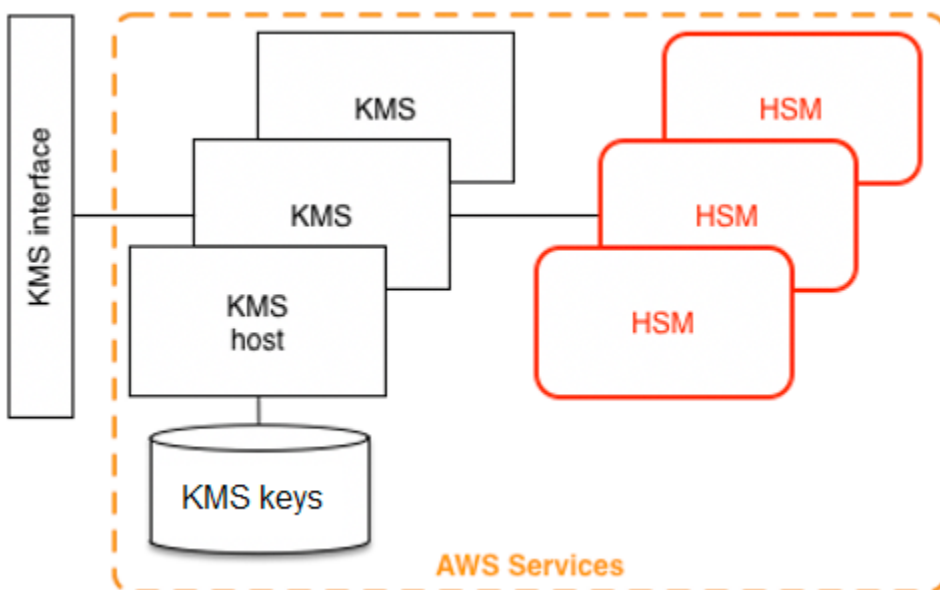 KMS interface
KMS
KMS
KMS
host
KMS keys
HSM
HSM
HSM
AWS Services